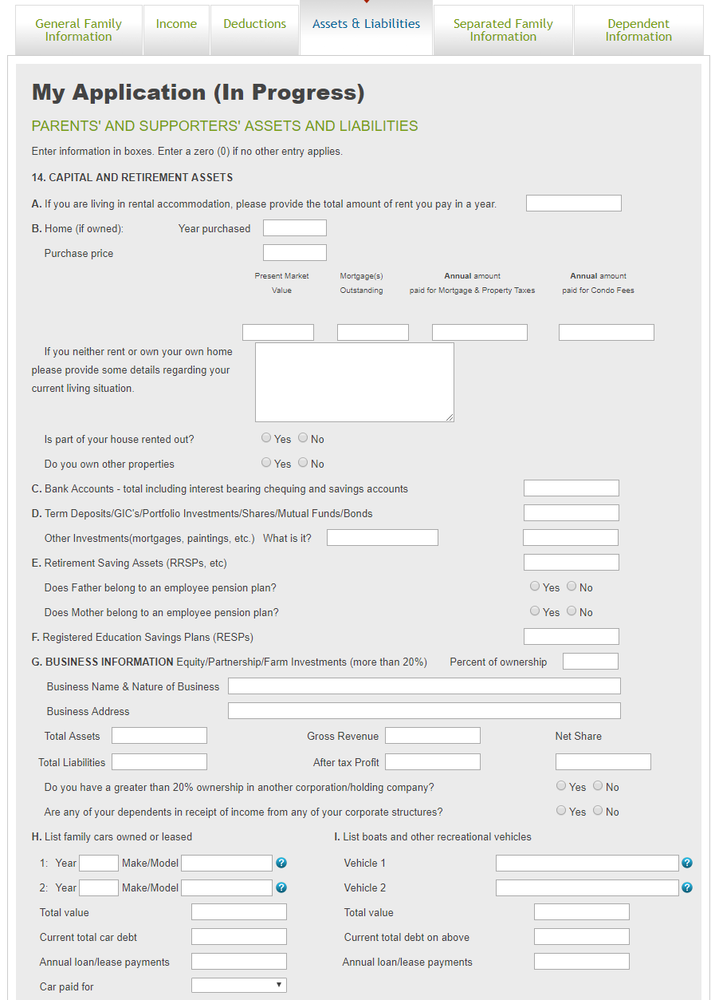 General Family Information
Income
Deductions
Assets & Liabilities
Separated Family Information
Dependent Information
My Application (In Progress)
PARENTS' AND SUPPORTERS' ASSETS AND LIABILITIES
Enter information in boxes. Enter a zero (0) if no other entry applies.
14. CAPITAL AND RETIREMENT ASSETS
A. If you are living in rental accommodation, please provide the total amount of rent you pay in a year.
B. Home (if owned): Year purchased
Purchase price
Present Market Value
Mortgage(s) Outstanding
Annual amount paid for Mortgage & Property Taxes
Annual amount paid for Condo Fees
If you neither rent or own your own home
please provide some details regarding your
current living situation.
Is part of your house rented out? Yes No
Do you own other properties Yes No
C. Bank Accounts - total including interest bearing chequing and savings accounts
D. Term Deposits/GIC's/Portfolio Investments/Shares/Mutual Funds/Bonds
Other Investments(mortgages, paintings, etc.) What is it?
E. Retirement Saving Assets (RRSPs, etc)
Does Father belong to an employee pension plan? Yes No
Does Mother belong to an employee pension plan? Yes No
F. Registered Education Savings Plans (RESPs)
G. BUSINESS INFORMATION Equity/Partnership/Farm Investments (more than 20%) Percent of ownership
Business Name & Nature of Business
Business Address
Total Assets Gross Revenue Net Share
Total Liabilities After tax Profit
Do you have a greater than 20% ownership in another corporation/holding company? Yes No
Are any of your dependents in receipt of income from any of your corporate structures? Yes No
H. List family cars owned or leased I. List boats and other recreational vehicles
1: Year Make/Model ? Vehicle 1 ?
2: Year Make/Model ? Vehicle 2 ?
Total value Total value
Current total car debt Current total debt on above
Annual loan/lease payments Annual loan/lease payments
Car paid for